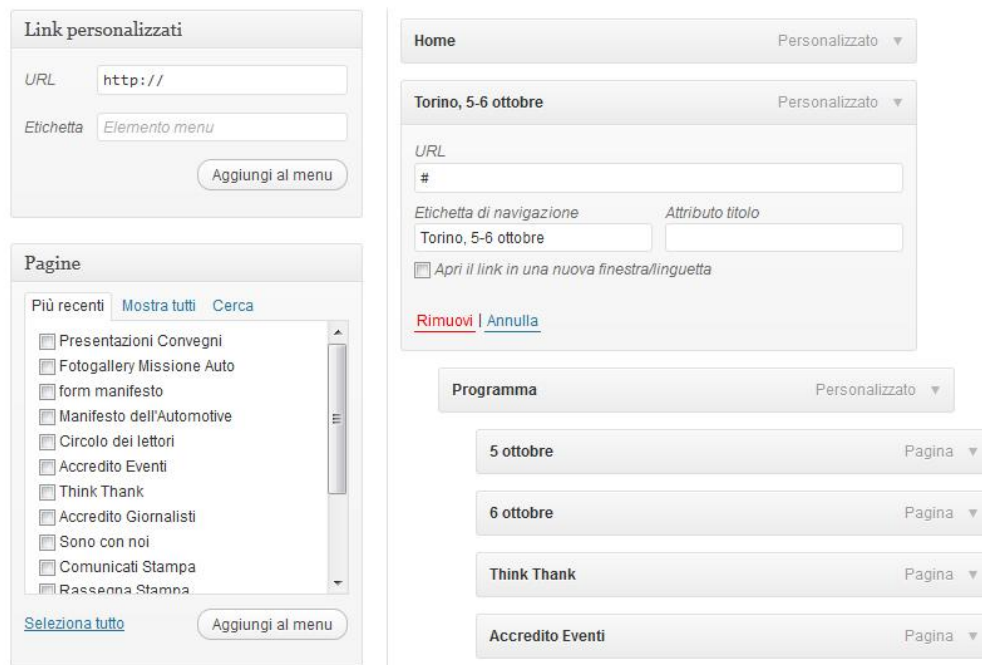 Link personalizzati
URL http://
Etichetta Elemento menu
Aggiungi al menu
Pagine
Più recenti Mostra tutti Cerca
Presentazioni Convegni
Fotogallery Missione Auto
form manifesto
Manifesto dell'Automotive
Circolo dei lettori
Accredito Eventi
Think Thank
Accredito Giornalisti
Sono con noi
Comunicati Stampa
Rassegna Stampa
Seleziona tutto Aggiungi al menu
Home Personalizzato
Torino, 5-6 ottobre Personalizzato
URL
#
Etichetta di navigazione Attributo titolo
Torino, 5-6 ottobre
Apri il link in una nuova finestra/linguetta
Rimuovi | Annulla
Programma Personalizzato
5 ottobre Pagina
6 ottobre Pagina
Think Thank Pagina
Accredito Eventi Pagina